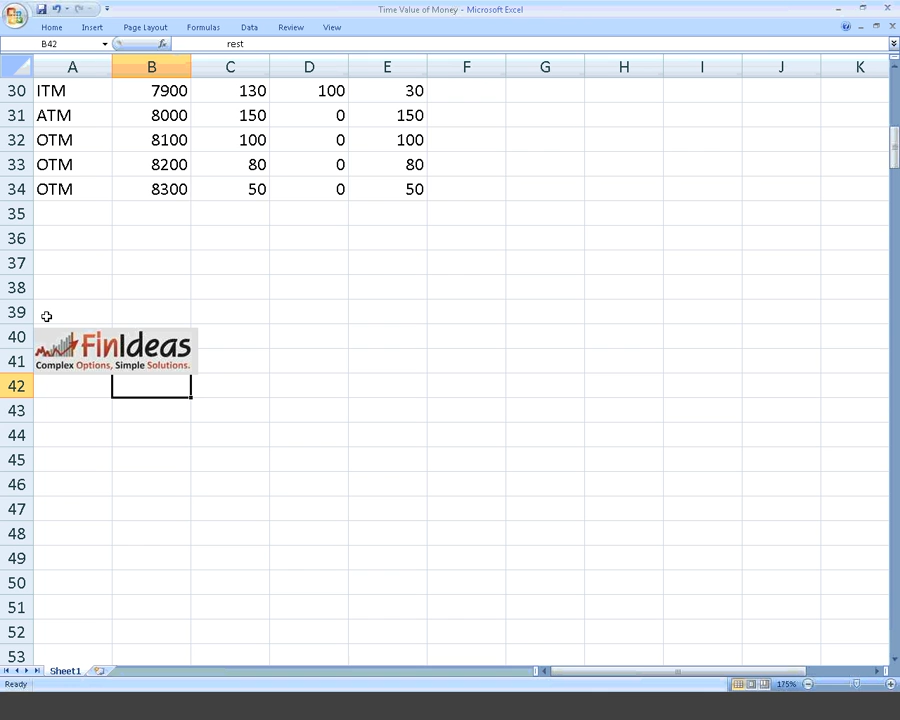 Time Value of Money - Microsoft Excel
Home Insert Page Layout Formulas Data Review View
B42 fx rest
A B C D E F G H I J K
30 ITM 7900 130 100 30
31 ATM 8000 150 0 150
32 OTM 8100 100 0 100
33 OTM 8200 80 0 80
34 OTM 8300 50 0 50
35
36
37
38
39
40
FinIdeas
41
Complex Options, Simple Solutions.
42
43
44
45
46
47
48
49
50
51
52
53
Sheet1
Ready 175%